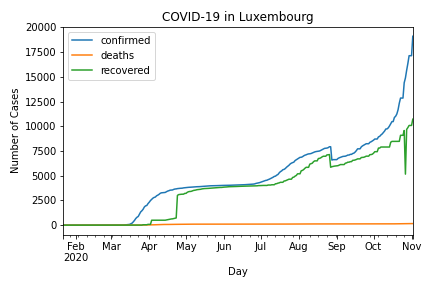 COVID-19 in Luxembourg
confirmed
deaths
recovered
Number of Cases
20000
17500
15000
12500
10000
7500
5000
2500
0
Feb Mar Apr May Jun Jul Aug Sep Oct Nov
2020
Day